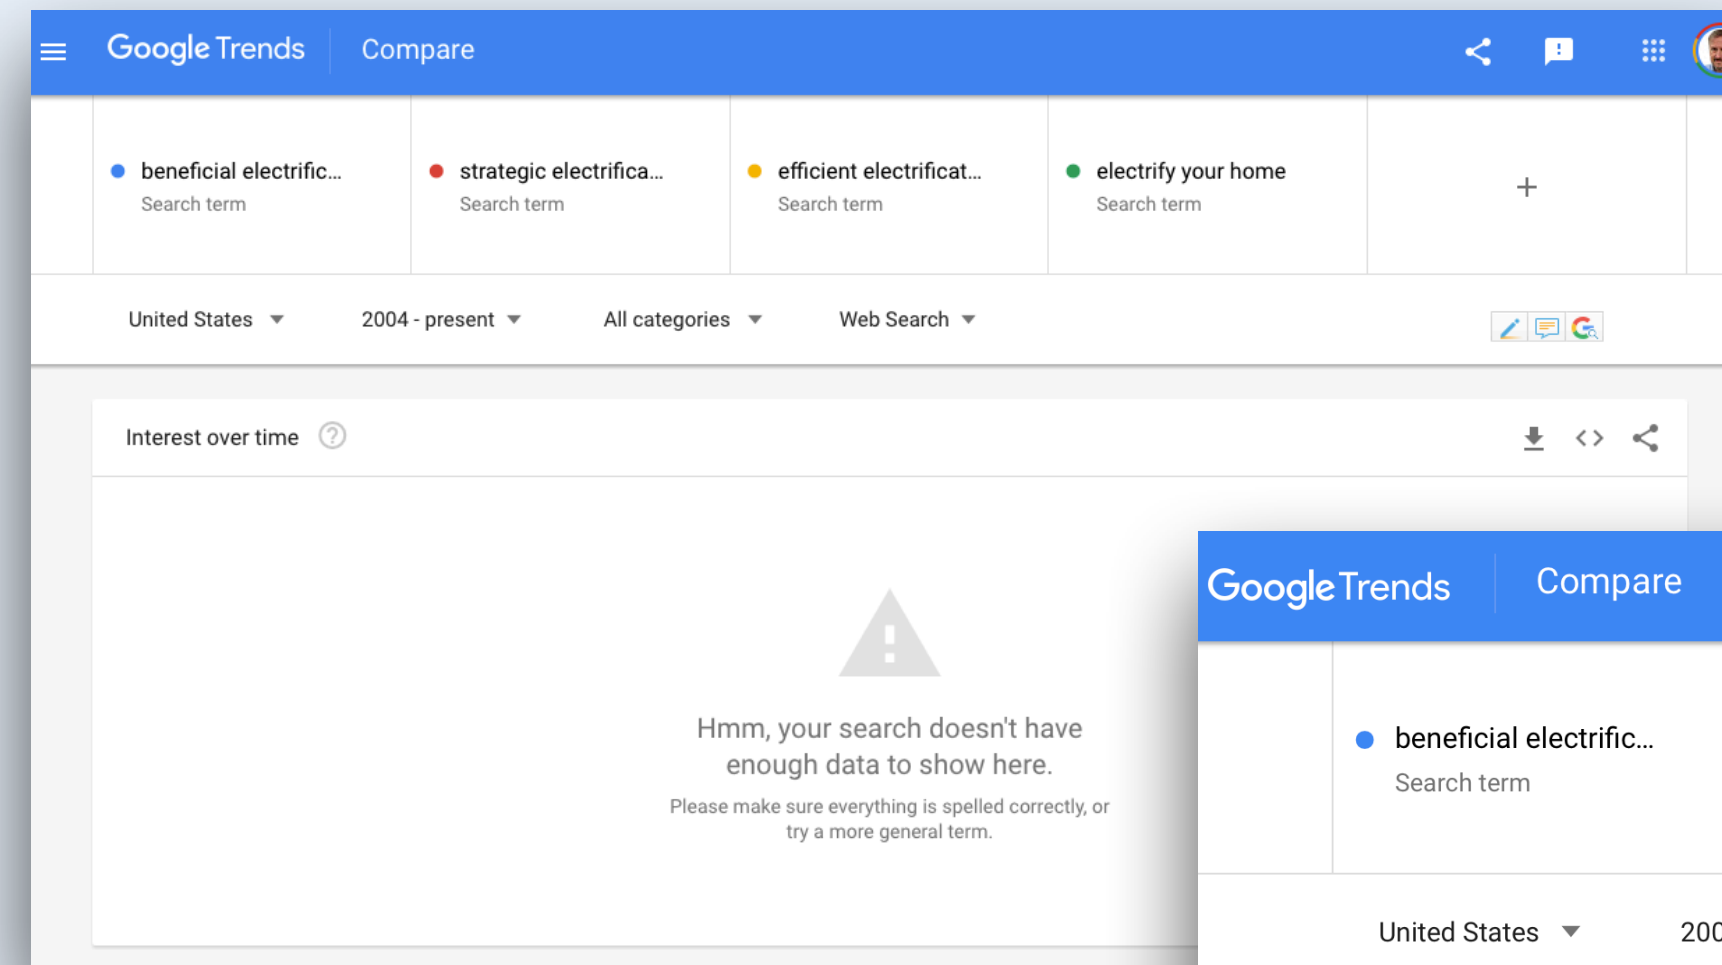 Google Trends Compare
beneficial electrific... strategic electrifica... efficient electrificat... electrify your home
Search term Search term Search term Search term
+
United States 2004 - present All categories Web Search
Interest over time ?
Hmm, your search doesn't have
enough data to show here.
Please make sure everything is spelled correctly, or
try a more general term.
Google Trends Compare
beneficial electrific...
Search term
United States 200